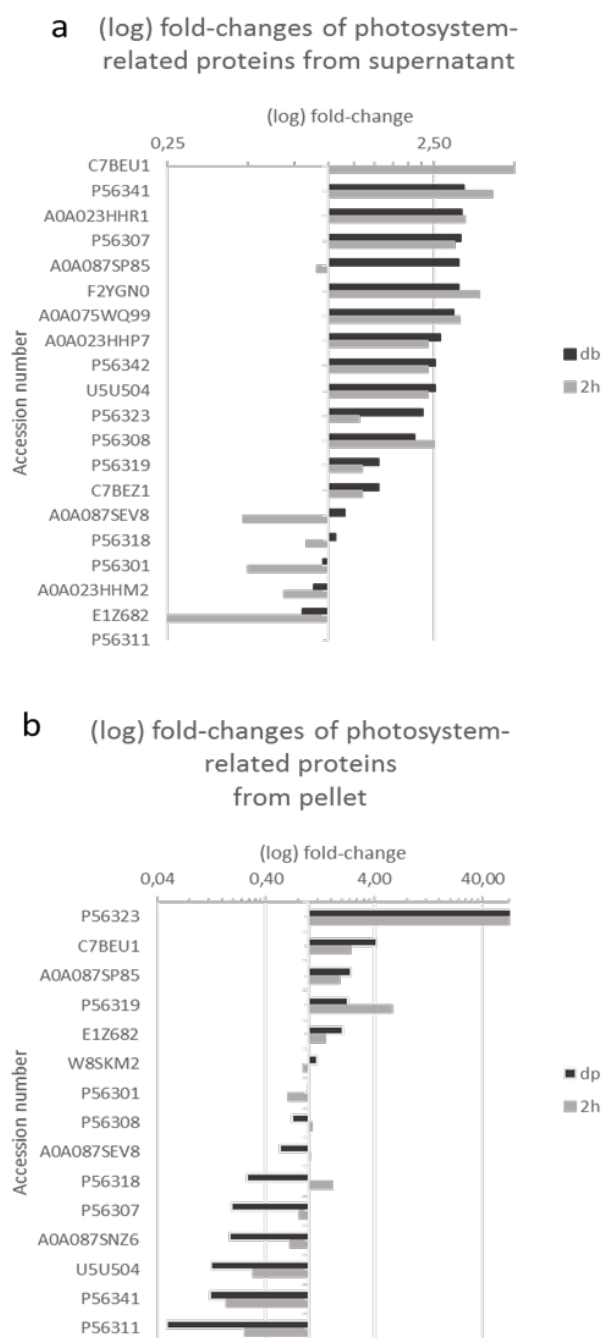 a
(log) fold-changes of photosystem-
related proteins from supernatant
(log) fold-change
0,25 2,50
Accession number
C7BEU1
P56341
A0A023HHR1
P56307
A0A087SP85
F2YGN0
A0A075WQ99
A0A023HHP7
P56342
U5U504
P56323
P56308
P56319
C7BEZ1
A0A087SEV8
P56318
P56301
A0A023HHM2
E1Z682
P56311
db
2h
b
(log) fold-changes of photosystem-
related proteins
from pellet
(log) fold-change
0,04 0,40 4,00 40,00
Accession number
P56323
C7BEU1
A0A087SP85
P56319
E1Z682
W8SKM2
P56301
P56308
A0A087SEV8
P56318
P56307
A0A087SNZ6
U5U504
P56341
P56311
dp
2h